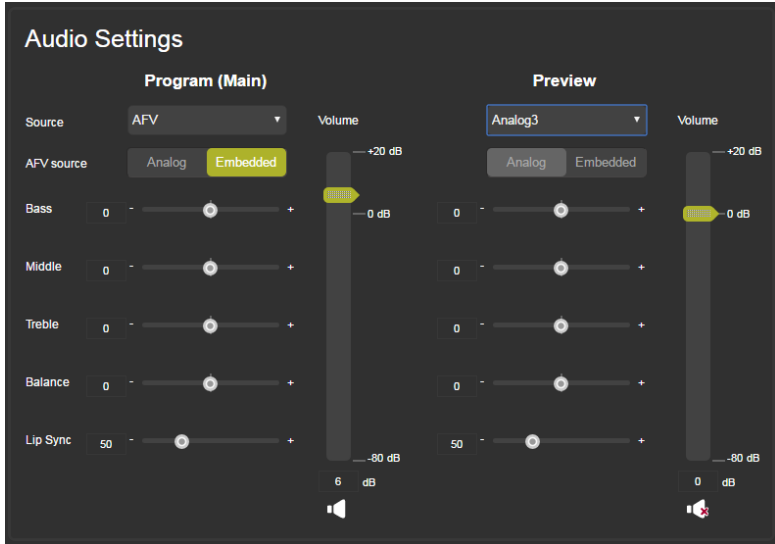 Audio Settings
Program (Main) Preview
Source AFV Volume Analog3 Volume
+20 dB +20 dB
AFV source Analog Embedded Analog Embedded
Bass 0 - + 0 dB 0 - + 0 dB
Middle 0 - + 0 - +
Treble 0 - + 0 - +
Balance 0 - + 0 - +
Lip Sync 50 - + 50 - +
-80 dB -80 dB
6 dB 0 dB